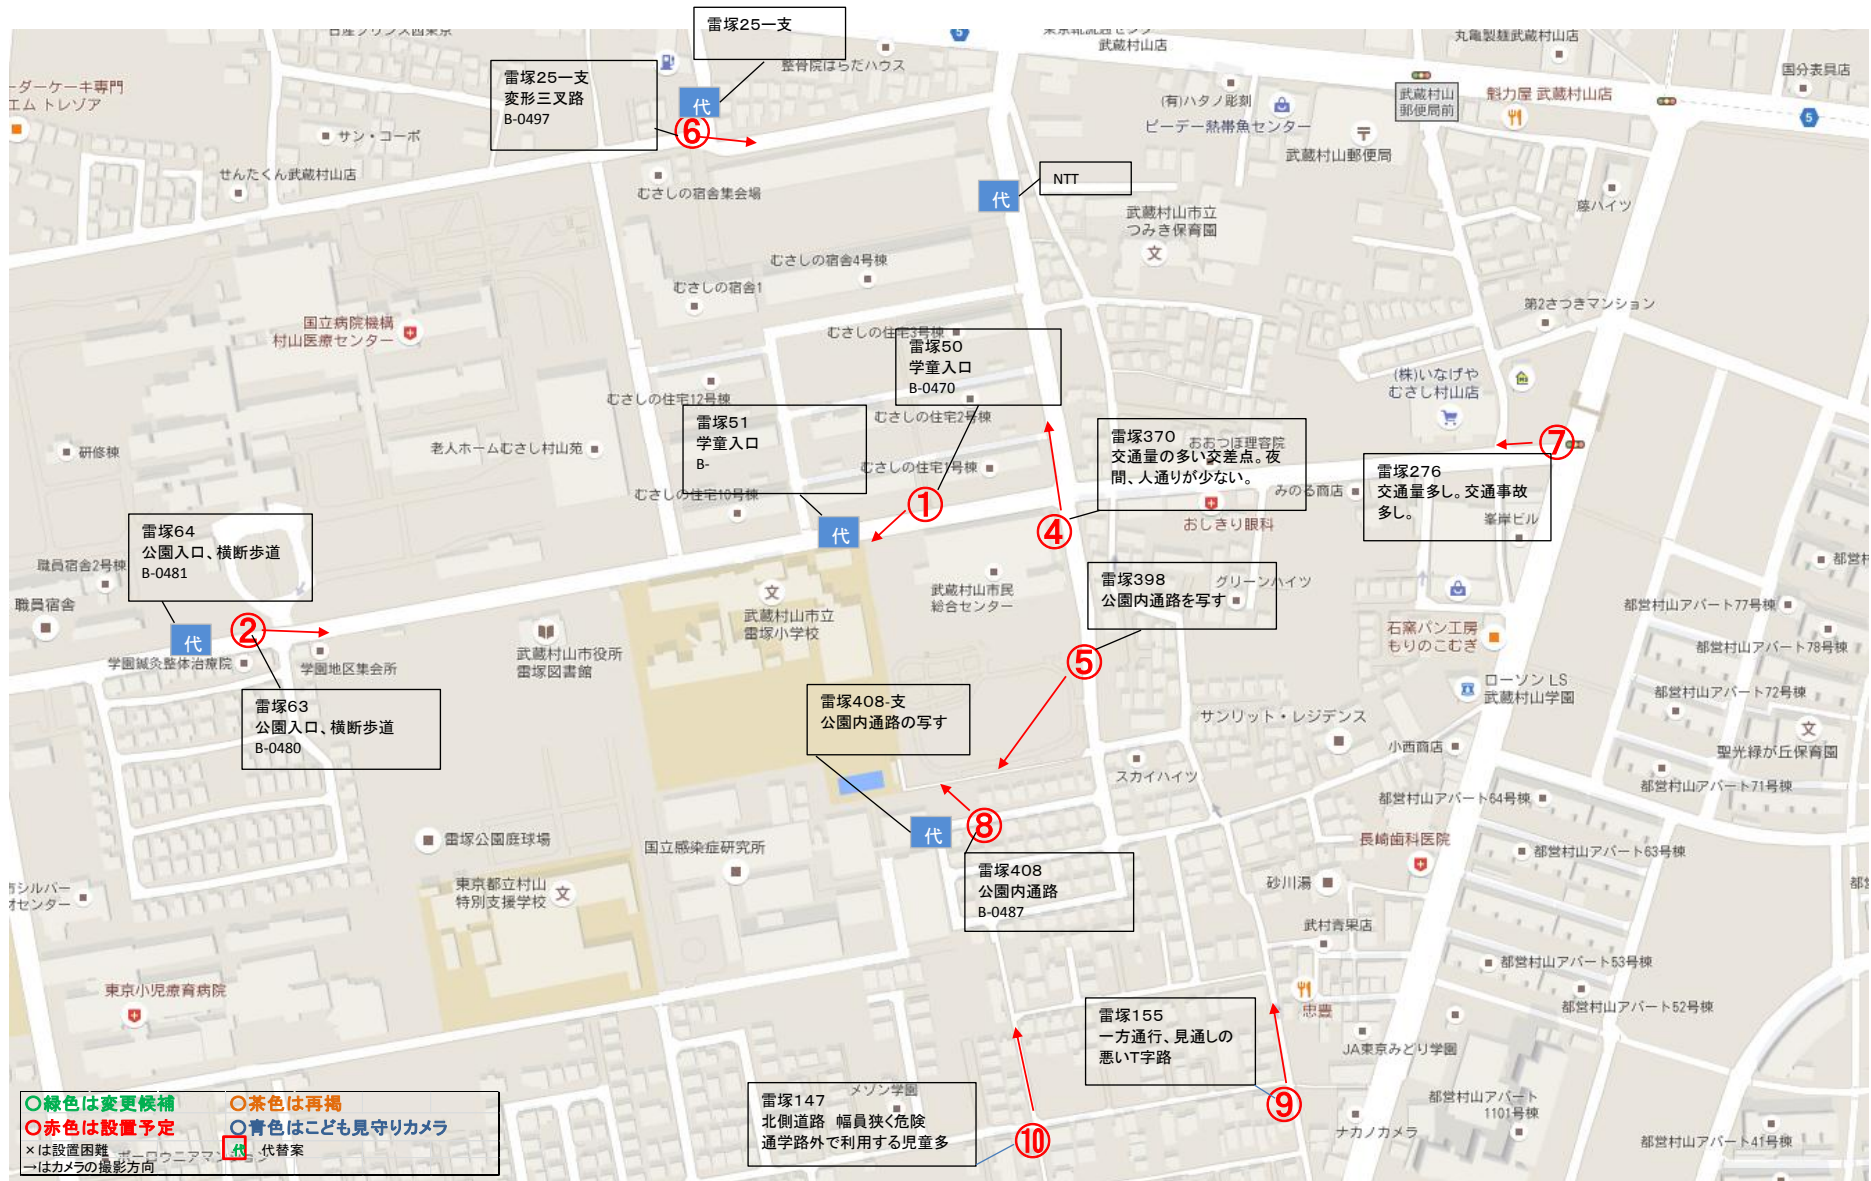 雷塚25一支
日産プリンス西東京
武蔵村山店
丸亀製麺武蔵村山店
国分表具店
整骨院はらだハウス
雷塚25一支
変形三叉路
B-0497
代
⑥
ーダーケーキ専門
エム トレゾア
サン・コーポ
せんたくん武蔵村山店
むさしの宿舎集会場
5
(有)ハタノ彫刻
ピーデー熱帯魚センター
武蔵村山
郵便局前
魁力屋 武蔵村山店
5
武蔵村山郵便局
NTT
代
武蔵村山市立
つみき保育園
文
藤ハイツ
むさしの宿舎4号棟
むさしの宿舎1
国立病院機構
村山医療センター
むさしの住宅3号棟
第2さつきマンション
雷塚50
学童入口
B-0470
(株)いなげや
むさし村山店
むさしの住宅12号棟
むさしの住宅2号棟
雷塚51
学童入口
B-
雷塚370
交通量の多い交差点。夜
間、人通りが少ない。
おおつぼ理容院
⑦
研修棟
老人ホームむさし村山苑
むさしの住宅1号棟
むさしの住宅10号棟
雷塚276
交通量多し。交通事故
多し。
みのる商店
おしきり眼科
峯岸ビル
①
代
④
雷塚64
公園入口、横断歩道
B-0481
職員宿舎2号棟
職員宿舎
代
②
学園鍼灸整体治療院
学園地区集会所
文
武蔵村山市立
雷塚小学校
武蔵村山市役所
雷塚図書館
武蔵村山市民
総合センター
雷塚398
公園内通路を写す
グリーンハイツ
⑤
石窯パン工房
もりのこむぎ
ローソン LS
武蔵村山学園
都営村山アパート77号棟
都営村山アパート78号棟
都営村山アパート72号棟
文
聖光緑が丘保育園
都営村山アパート71号棟
雷塚63
公園入口、横断歩道
B-0480
雷塚408-支
公園内通路の写す
サンリット・レジデンス
小西商店
スカイハイツ
都営村山アパート64号棟
代
⑧
雷塚公園庭球場
国立感染症研究所
長崎歯科医院
都営村山アパート63号棟
雷塚408
公園内通路
B-0487
東京都立村山
特別支援学校
文
シルバー
センター
砂川湯
武村青果店
都営村山アパート53号棟
東京小児療育病院
忠豊
都営村山アパート52号棟
雷塚155
一方通行、見通しの
悪いT字路
JA東京みどり学園
⑨
雷塚147
北側道路　幅員狭く危険
通学路外で利用する児童多
メゾン学園
⑩
都営村山アパート
1101号棟
ナカノカメラ
都営村山アパート41号棟
○緑色は変更候補
○茶色は再掲
○赤色は設置予定
○青色はこども見守りカメラ
×は設置困難
代 代替案
→はカメラの撮影方向